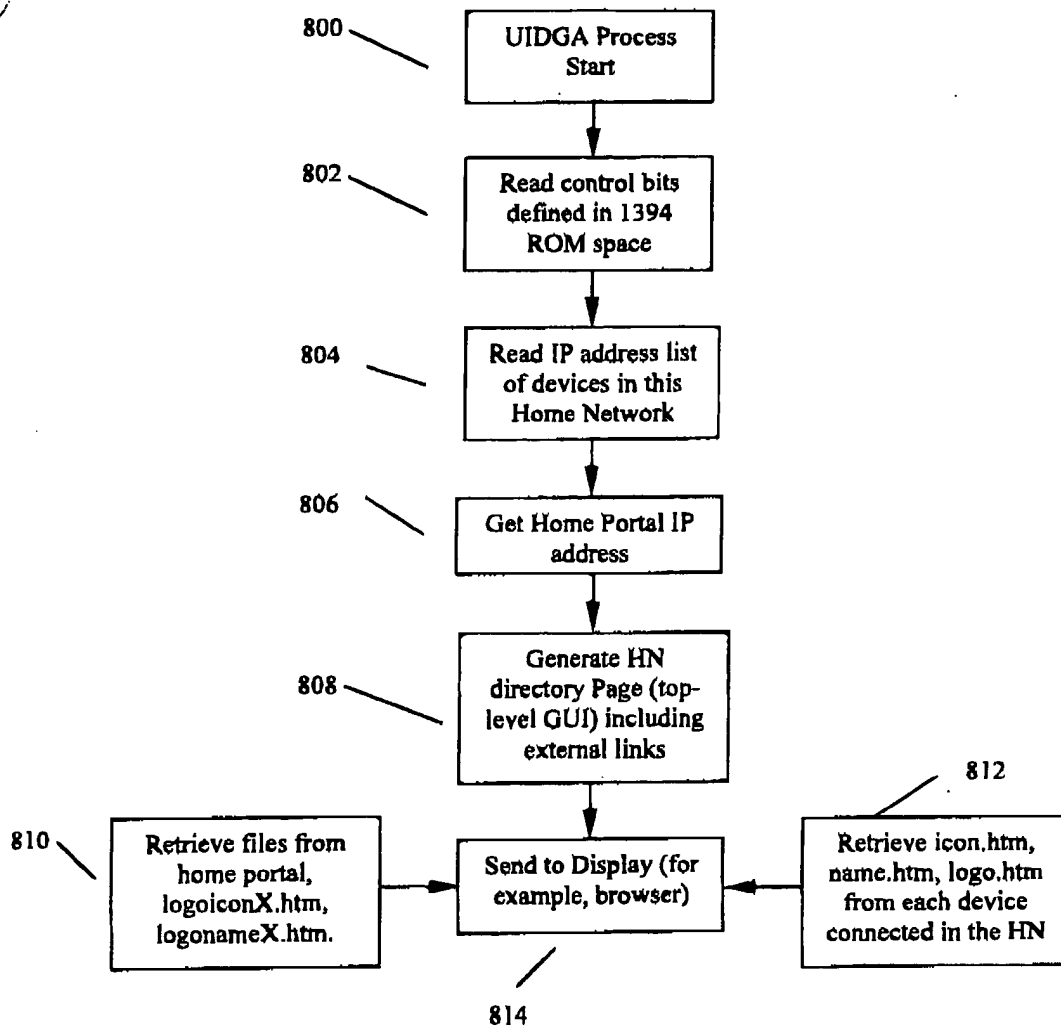 800
UIDGA Process
Start
802
Read control bits
defined in 1394
ROM space
804
Read IP address list
of devices in this
Home Network
806
Get Home Portal IP
address
808
Generate HN
directory Page (top-
level GUI) including
external links
810
Retrieve files from
home portal,
logoiconX.htm,
logonameX.htm.
Send to Display (for
example, browser)
812
Retrieve icon.htm,
name.htm, logo.htm
from each device
connected in the HN
814